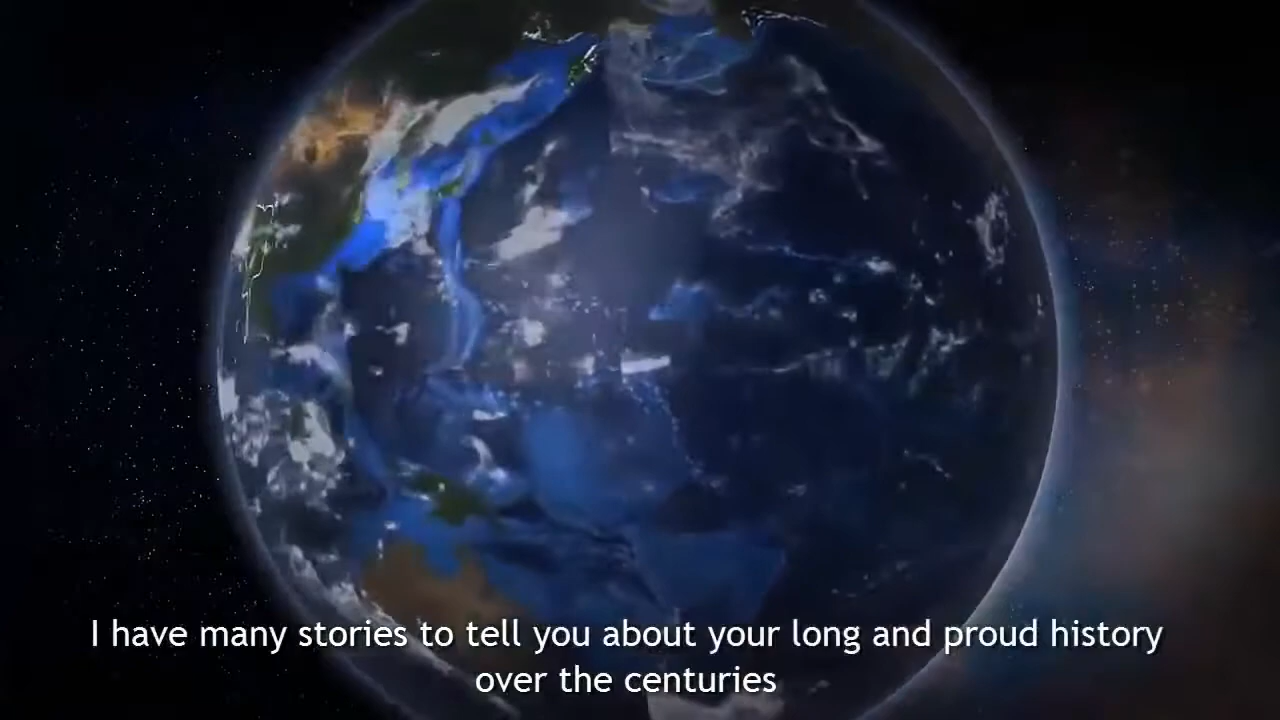 I have many stories to tell you about your long and proud history
over the centuries